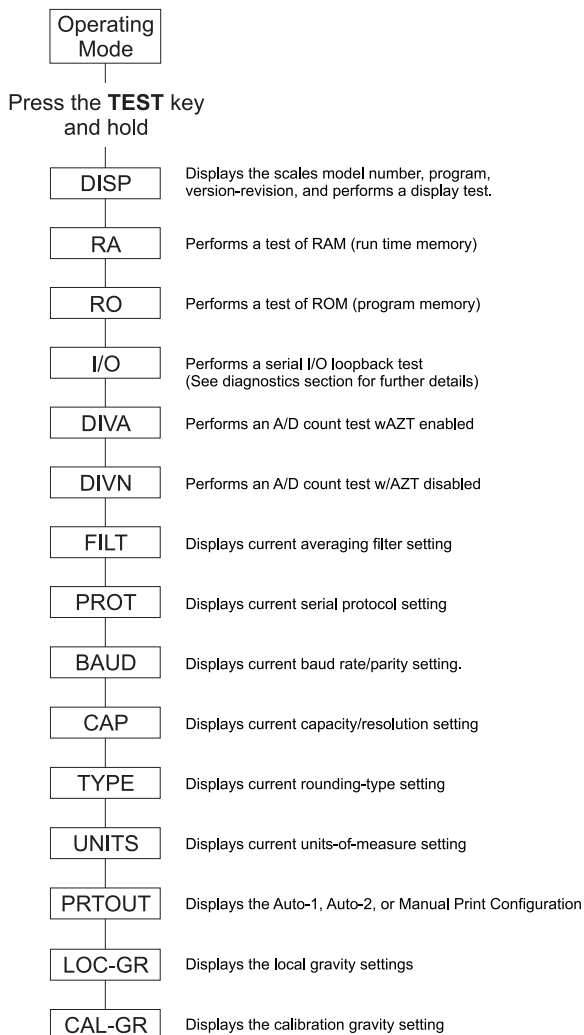 Operating
Mode
Press the TEST key
and hold
DISP
Displays the scales model number, program,
version-revision, and performs a display test.
RA
Performs a test of RAM (run time memory)
RO
Performs a test of ROM (program memory)
I/O
Performs a serial I/O loopback test
(See diagnostics section for further details)
DIVA
Performs an A/D count test wAZT enabled
DIVN
Performs an A/D count test w/AZT disabled
FILT
Displays current averaging filter setting
PROT
Displays current serial protocol setting
BAUD
Displays current baud rate/parity setting.
CAP
Displays current capacity/resolution setting
TYPE
Displays current rounding-type setting
UNITS
Displays current units-of-measure setting
PRTOUT
Displays the Auto-1, Auto-2, or Manual Print Configuration
LOC-GR
Displays the local gravity settings
CAL-GR
Displays the calibration gravity setting